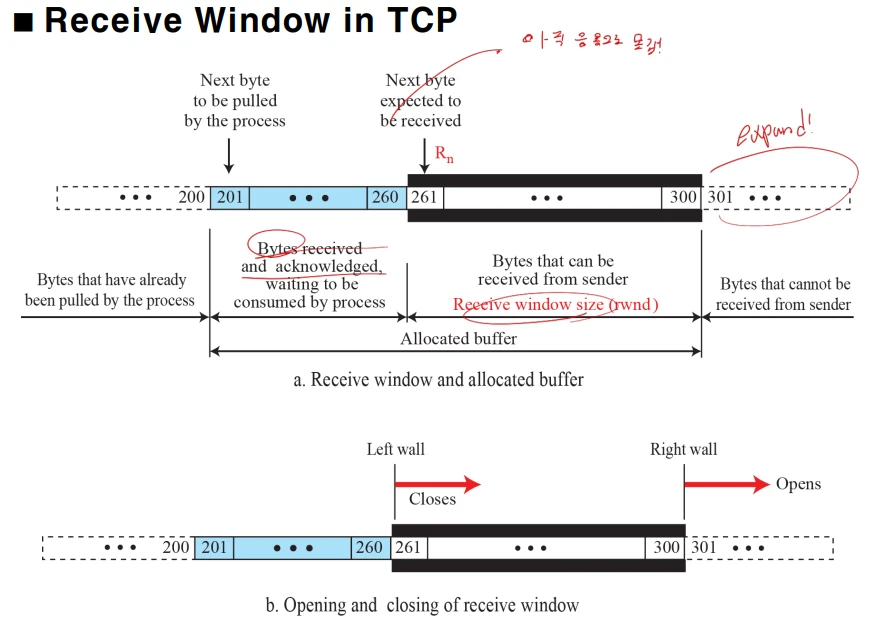 ■ Receive Window in TCP
아직 응용으로 못감!
Next byte
to be pulled
by the process
Next byte
expected to
be received
Rn
expand!
••• 200 201 ••• 260 261 ••• 300 301 •••
Bytes that have already
been pulled by the process
Bytes received
and acknowledged,
waiting to be
consumed by process
Bytes that can be
received from sender
Receive window size (rwnd)
Bytes that cannot be
received from sender
Allocated buffer
a. Receive window and allocated buffer
Left wall
Closes
Right wall
Opens
••• 200 201 ••• 260 261 ••• 300 301 •••
b. Opening and closing of receive window